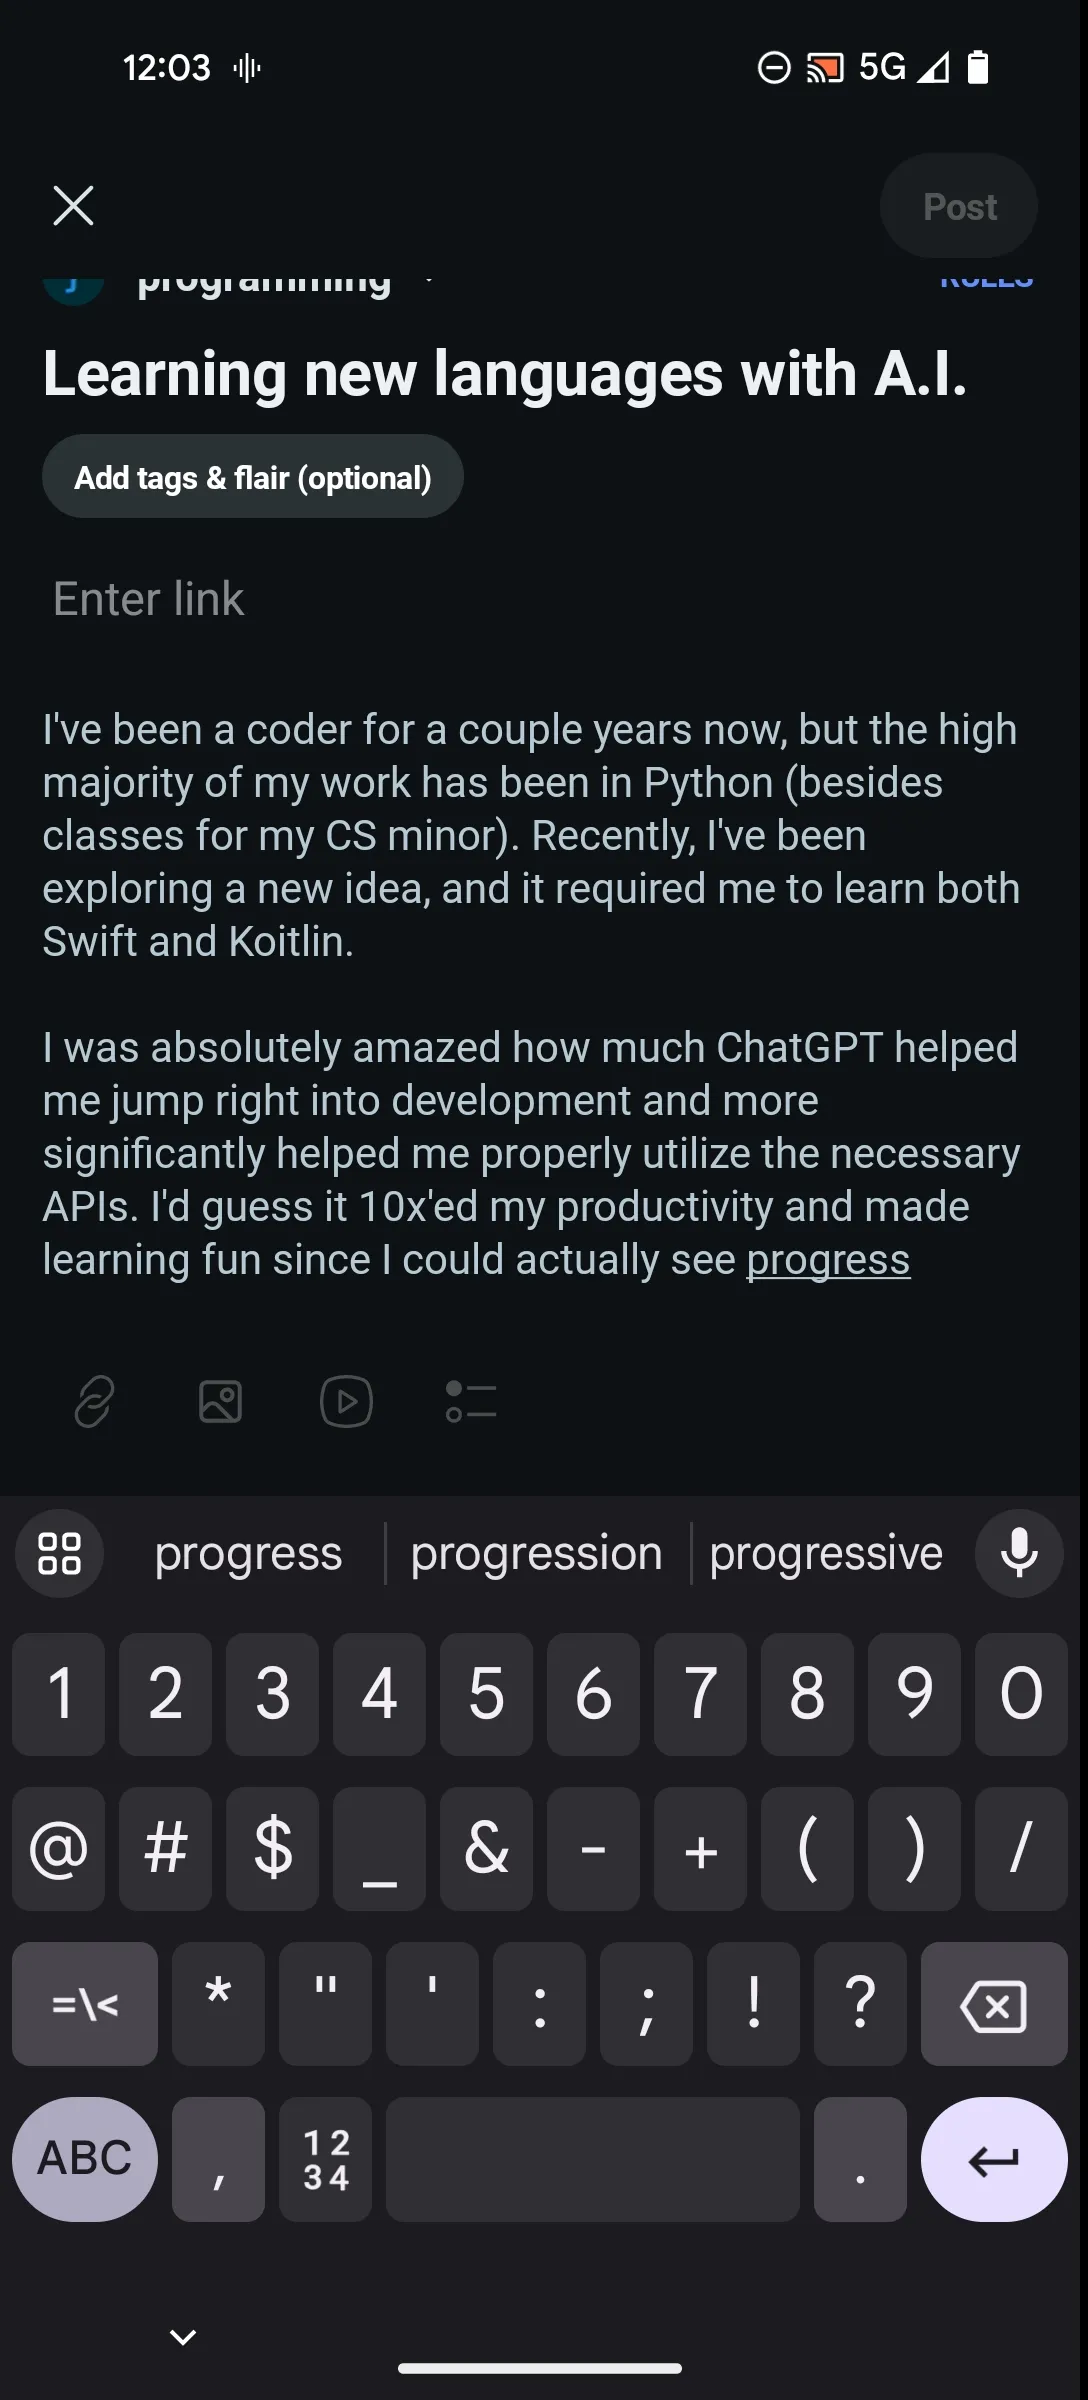 12:03
5G
Post
programming
RULES
Learning new languages with A.I.
Add tags & flair (optional)
Enter link
I've been a coder for a couple years now, but the high
majority of my work has been in Python (besides
classes for my CS minor). Recently, I've been
exploring a new idea, and it required me to learn both
Swift and Koitlin.
I was absolutely amazed how much ChatGPT helped
me jump right into development and more
significantly helped me properly utilize the necessary
APIs. I'd guess it 10x'ed my productivity and made
learning fun since I could actually see progress
progress progression progressive
1 2 3 4 5 6 7 8 9 0
@ # $ _ & - + ( ) /
=\< * " ' : ; ! ?
ABC , 12 34 .